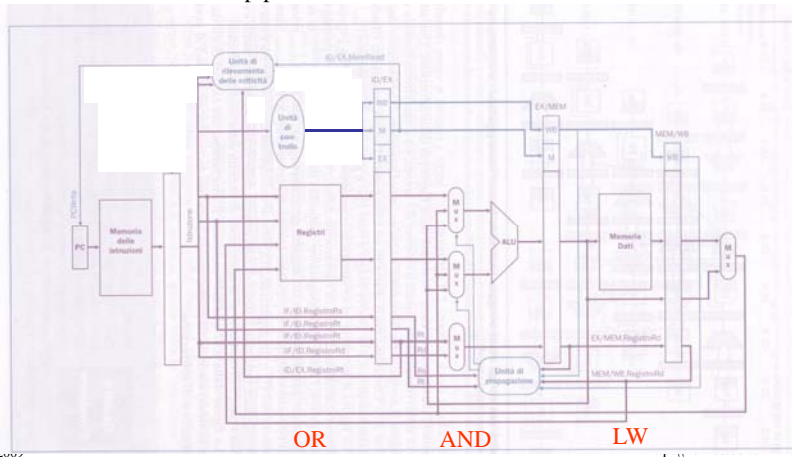 Unità di
rilevamento
delle criticità
ID/EX.MemRead
ID/EX
WB
M
EX
Unità
di
con
trollo
EX/MEM
WB
M
MEM/WB
WB
PCWrite
PC
Memoria
delle
istruzioni
Istruzione
Registri
M
u
x
M
u
x
ALU
Memoria
Dati
M
u
x
IF/ID.RegistroRs
IF/ID.RegistroRt
IF/ID.RegistroRt
IF/ID.RegistroRd
ID/EX.RegistroRt
Rt
Rd
Rs
Rt
M
u
x
Unità di
propagazione
EX/MEM.RegistroRd
MEM/WB.RegistroRd
OR
AND
LW